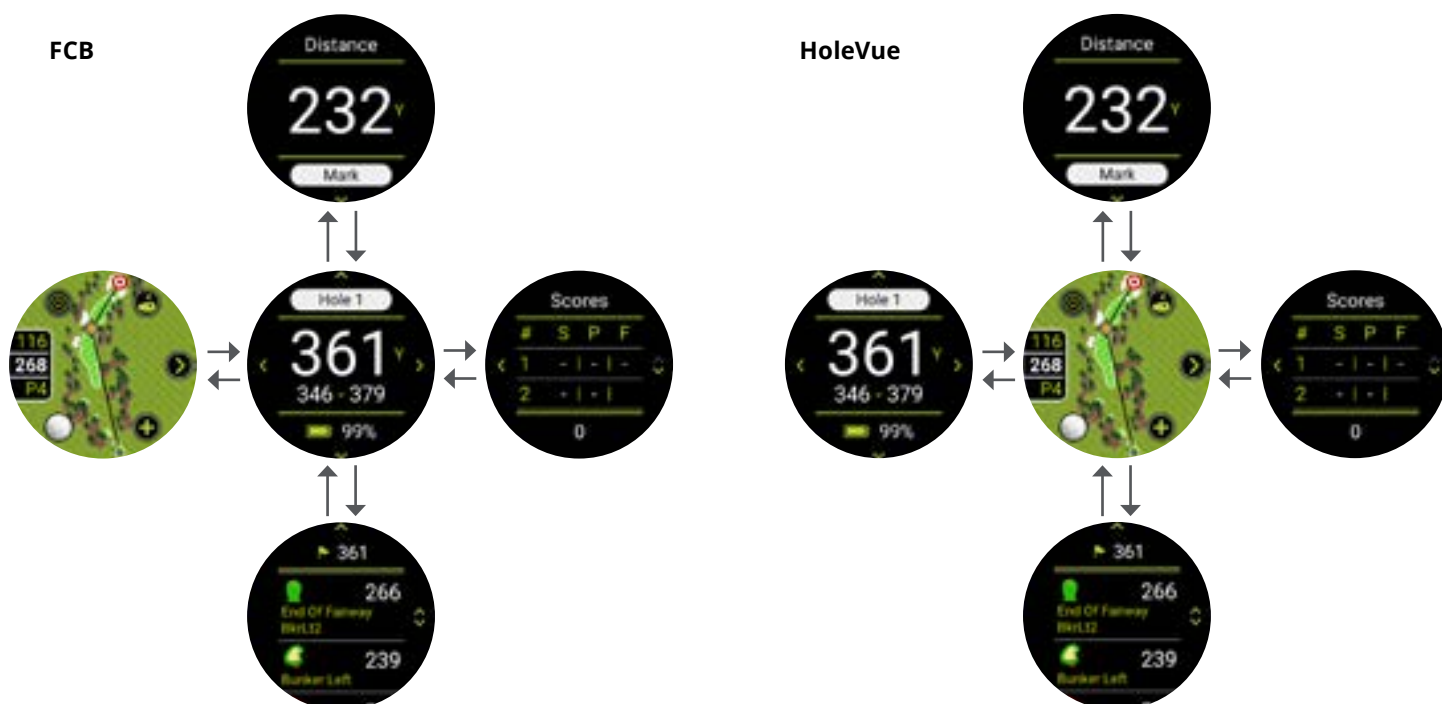 FCB
Distance
232Y
Mark
116
268
P4
Hole 1
361Y
346 - 379
99%
Scores
# S P F
1 - | - | -
2 - | - |
0
361
266
End Of Fairway
BkrLt2
239
Bunker Left
HoleVue
Distance
232Y
Mark
Hole 1
361Y
346 - 379
99%
116
268
P4
Scores
# S P F
1 - | - | -
2 - | - |
0
361
266
End Of Fairway
BkrLt2
239
Bunker Left